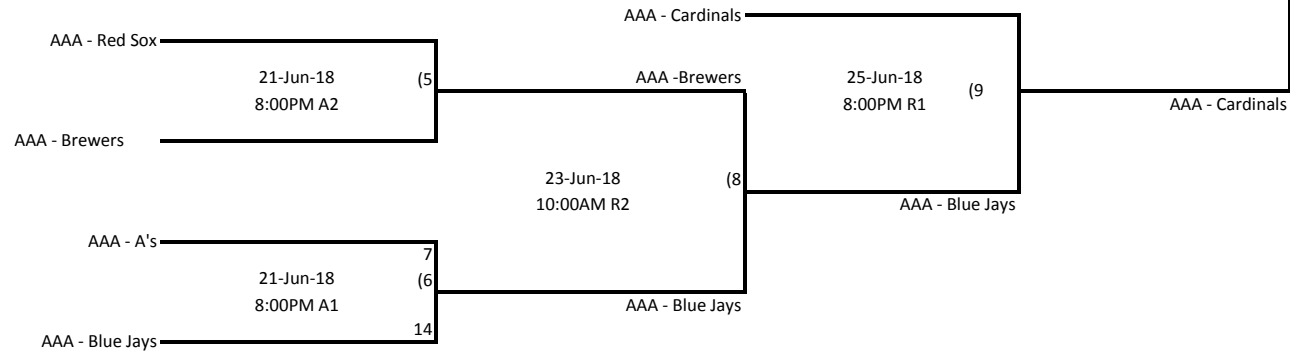 AAA - Cardinals
AAA - Red Sox
21-Jun-18
8:00PM A2
(5
AAA - Brewers
AAA -Brewers
25-Jun-18
8:00PM R1
(9
AAA - Cardinals
23-Jun-18
10:00AM R2
(8
AAA - Blue Jays
AAA - A's
7
21-Jun-18
8:00PM A1
(6
14
AAA - Blue Jays
AAA - Blue Jays